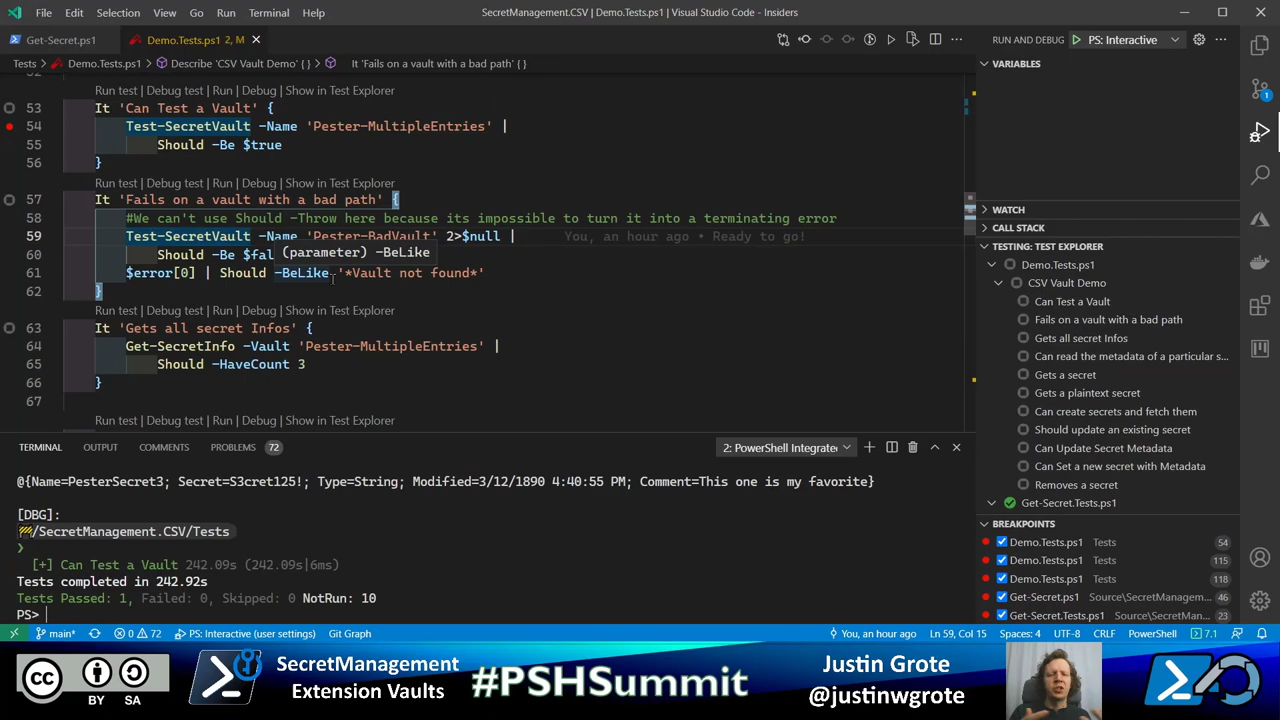 File Edit Selection View Go Run Terminal Help
SecretManagement.CSV | Demo.Tests.ps1 | Visual Studio Code - Insiders
Get-Secret.ps1
Demo.Tests.ps1 2, M
RUN AND DEBUG
PS: Interactive
Tests > Demo.Tests.ps1 > Describe 'CSV Vault Demo' { } > It 'Fails on a vault with a bad path' { }
VARIABLES
52
Run test | Debug test | Run | Debug | Show in Test Explorer
53 It 'Can Test a Vault' {
54 Test-SecretVault -Name 'Pester-MultipleEntries' |
55 Should -Be $true
56 }
Run test | Debug test | Run | Debug | Show in Test Explorer
57 It 'Fails on a vault with a bad path' {
58 #We can't use Should -Throw here because its impossible to turn it into a terminating error
59 Test-SecretVault -Name 'Pester-BadVault' 2>$null | You, an hour ago • Ready to go!
60 Should -Be $fal
(parameter) -BeLike
61 $error[0] | Should -BeLike '*Vault not found*'
62 }
Run test | Debug test | Run | Debug | Show in Test Explorer
63 It 'Gets all secret Infos' {
64 Get-SecretInfo -Vault 'Pester-MultipleEntries' |
65 Should -HaveCount 3
66 }
67
Run test | Debug test | Run | Debug | Show in Test Explorer
WATCH
CALL STACK
TESTING: TEST EXPLORER
Demo.Tests.ps1
CSV Vault Demo
Can Test a Vault
Fails on a vault with a bad path
Gets all secret Infos
Can read the metadata of a particular s...
Gets a secret
Gets a plaintext secret
Can create secrets and fetch them
Should update an existing secret
Can Update Secret Metadata
Can Set a new secret with Metadata
Removes a secret
Get-Secret.Tests.ps1
BREAKPOINTS
Demo.Tests.ps1 Tests 54
Demo.Tests.ps1 Tests 115
Demo.Tests.ps1 Tests 118
Get-Secret.ps1 Source\SecretManagem... 46
Get-Secret.Tests.ps1 Source\SecretMan... 23
1
TERMINAL OUTPUT COMMENTS PROBLEMS 72
2: PowerShell Integrate
@{Name=PesterSecret3; Secret=S3cret125!; Type=String; Modified=3/12/1890 4:40:55 PM; Comment=This one is my favorite}
[DBG]:
/SecretManagement.CSV/Tests
❯
[+] Can Test a Vault 242.09s (242.09s|6ms)
Tests completed in 242.92s
Tests Passed: 1, Failed: 0, Skipped: 0 NotRun: 10
PS>
main* 0 72 PS: Interactive (user settings) Git Graph You, an hour ago Ln 59, Col 15 Spaces: 4 UTF-8 CRLF PowerShell 7.1
cc
BY SA
SecretManagement
Extension Vaults
#PSHSummit
Justin Grote
@justinwgrote